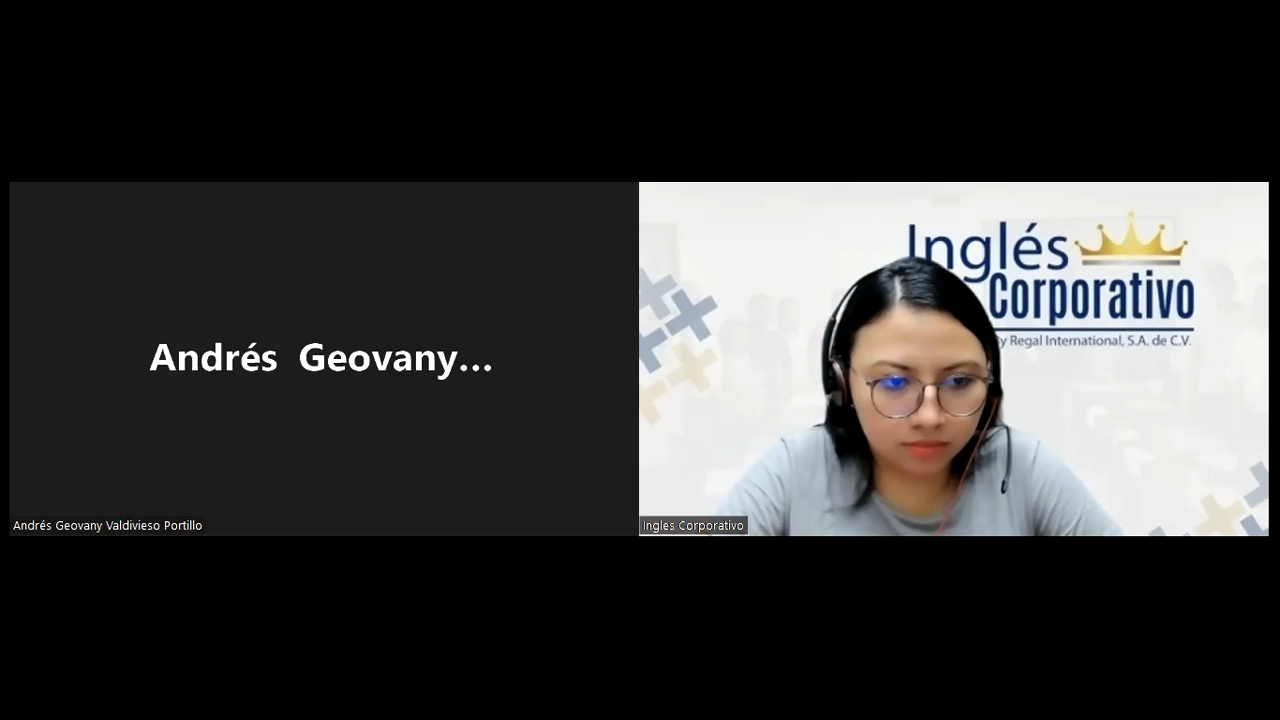 Andrés Geovany...
Andrés Geovany Valdivieso Portillo
Inglés
Corporativo
y Regal International, S.A. de C.V.
Ingles Corporativo